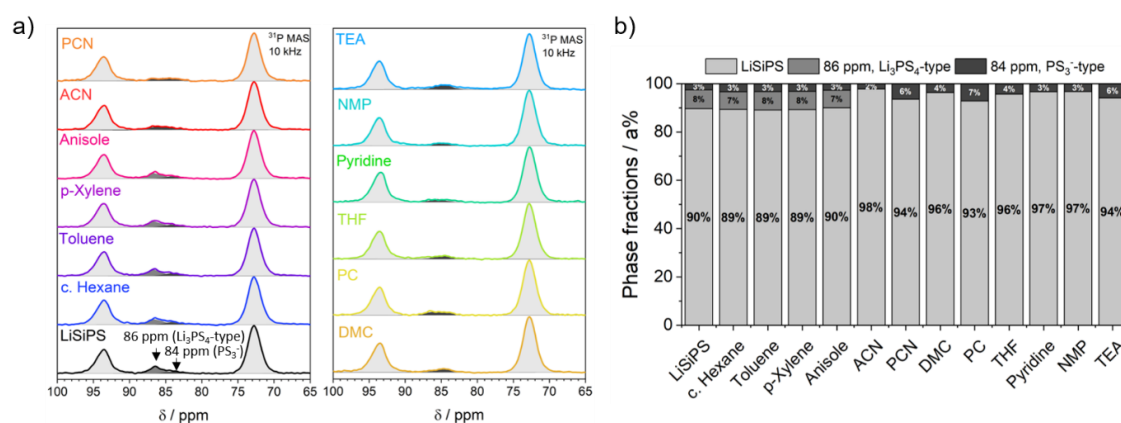 a)
PCN
³¹P MAS
10 kHz
ACN
Anisole
p-Xylene
Toluene
c. Hexane
LiSiPS
86 ppm (Li₃PS₄-type)
84 ppm (PS₃⁻)
100 95 90 85 80 75 70 65
δ / ppm
TEA
³¹P MAS
10 kHz
NMP
Pyridine
THF
PC
DMC
100 95 90 85 80 75 70 65
δ / ppm
b)
LiSiPS 86 ppm, Li₃PS₄-type 84 ppm, PS₃⁻-type
Phase fractions / a%
100
80
60
40
20
0
3% 3% 3% 3% 3% 2% 6% 4% 7% 4% 3% 3% 6%
8% 7% 8% 8% 7%
90% 89% 89% 89% 90% 98% 94% 96% 93% 96% 97% 97% 94%
LiSiPS
c. Hexane
Toluene
p-Xylene
Anisole
ACN
PCN
DMC
PC
THF
Pyridine
NMP
TEA